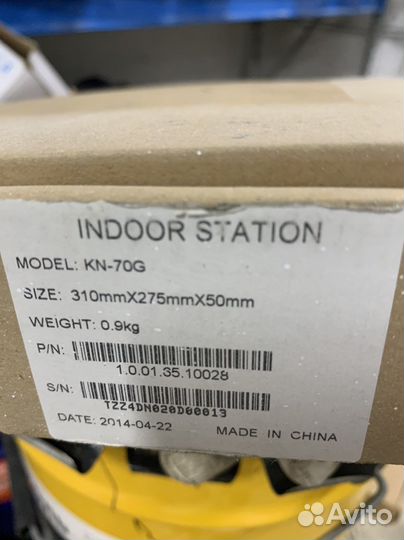 INDOOR STATION
MODEL: KN-70G
SIZE: 310mmX275mmX50mm
WEIGHT: 0.9kg
P/N:
1.0.01.35.10028
S/N:
TZZ4DN020D00013
DATE: 2014-04-22 MADE IN CHINA
Avito